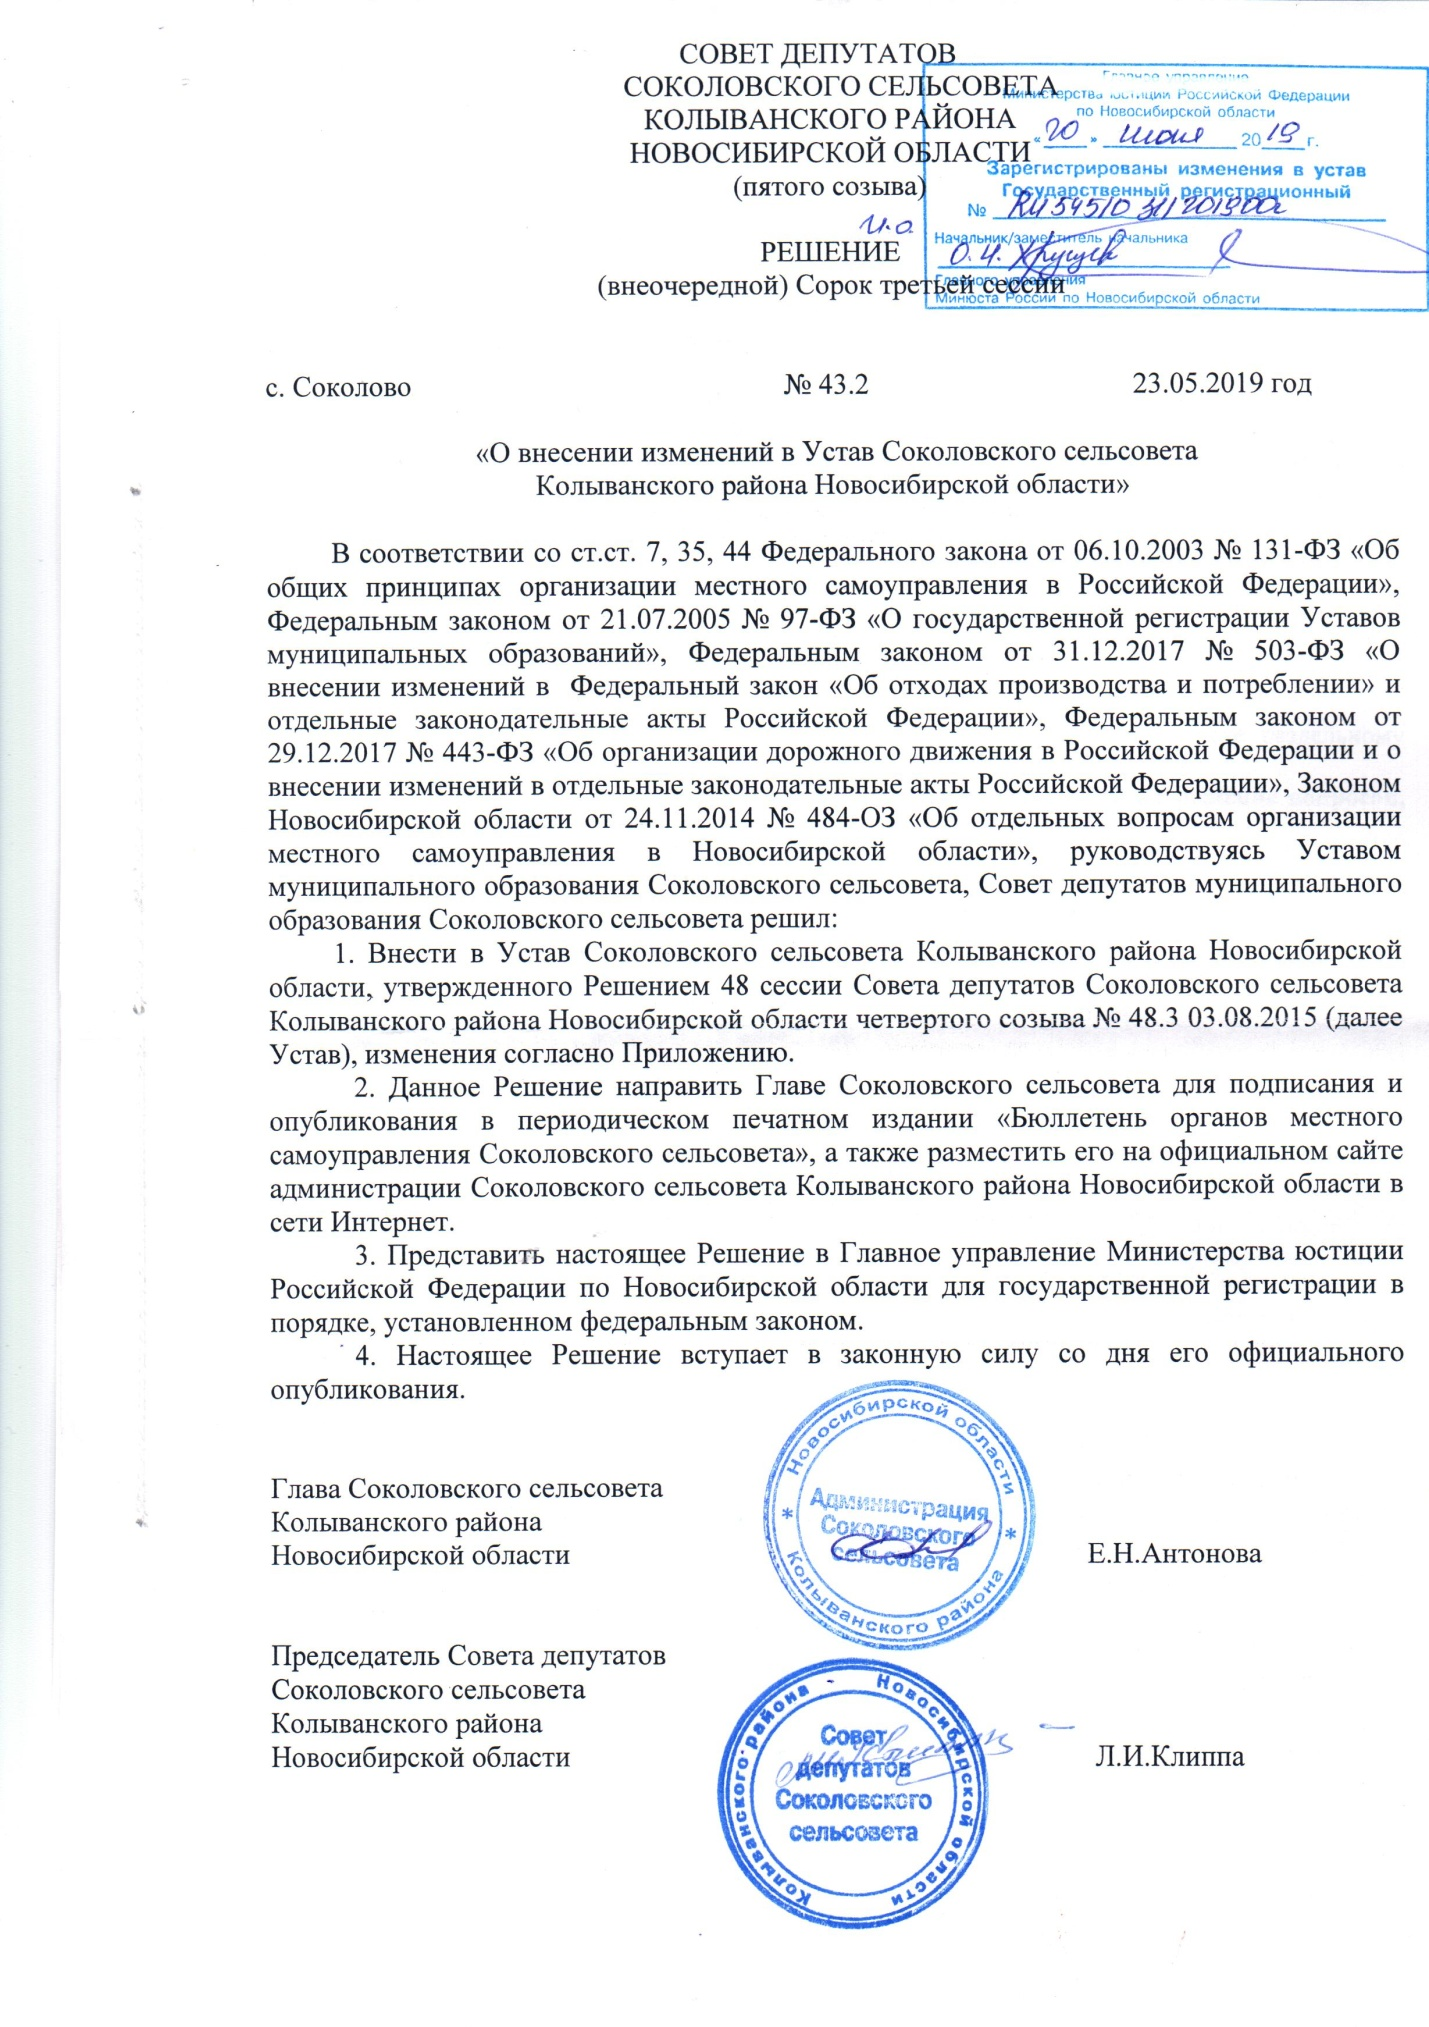 СОВЕТ ДЕПУТАТОВ
СОКОЛОВСКОГО СЕЛЬСОВЕТА
КОЛЫВАНСКОГО РАЙОНА
НОВОСИБИРСКОЙ ОБЛАСТИ
(пятого созыва)
Главное управление
Министерства юстиции Российской Федерации
по Новосибирской области
«20» июня 2019г.
Зарегистрированы изменения в устав
Государственный регистрационный
№
и.о.
Начальник/заместитель начальника
Главного управления
Минюста России по Новосибирской области
РЕШЕНИЕ
(внеочередной) Сорок третьей сессии
с. Соколово № 43.2 23.05.2019 год
«О внесении изменений в Устав Соколовского сельсовета
Колыванского района Новосибирской области»
В соответствии со ст.ст. 7, 35, 44 Федерального закона от 06.10.2003 № 131-ФЗ «Об
общих принципах организации местного самоуправления в Российской Федерации»,
Федеральным законом от 21.07.2005 № 97-ФЗ «О государственной регистрации Уставов
муниципальных образований», Федеральным законом от 31.12.2017 № 503-ФЗ «О
внесении изменений в Федеральный закон «Об отходах производства и потреблении» и
отдельные законодательные акты Российской Федерации», Федеральным законом от
29.12.2017 № 443-ФЗ «Об организации дорожного движения в Российской Федерации и о
внесении изменений в отдельные законодательные акты Российской Федерации», Законом
Новосибирской области от 24.11.2014 № 484-ОЗ «Об отдельных вопросам организации
местного самоуправления в Новосибирской области», руководствуясь Уставом
муниципального образования Соколовского сельсовета, Совет депутатов муниципального
образования Соколовского сельсовета решил:
1. Внести в Устав Соколовского сельсовета Колыванского района Новосибирской
области, утвержденного Решением 48 сессии Совета депутатов Соколовского сельсовета
Колыванского района Новосибирской области четвертого созыва № 48.3 03.08.2015 (далее
Устав), изменения согласно Приложению.
2. Данное Решение направить Главе Соколовского сельсовета для подписания и
опубликования в периодическом печатном издании «Бюллетень органов местного
самоуправления Соколовского сельсовета», а также разместить его на официальном сайте
администрации Соколовского сельсовета Колыванского района Новосибирской области в
сети Интернет.
3. Представить настоящее Решение в Главное управление Министерства юстиции
Российской Федерации по Новосибирской области для государственной регистрации в
порядке, установленном федеральным законом.
4. Настоящее Решение вступает в законную силу со дня его официального
опубликования.
Глава Соколовского сельсовета
Колыванского района
Новосибирской области Е.Н.Антонова
Новосибирской области
Администрация
Соколовского
сельсовета
Колыванского района
Председатель Совета депутатов
Соколовского сельсовета
Колыванского района
Новосибирской области Л.И.Клиппа
Колыванского района - Новосибирской области
Совет
депутатов
Соколовского
сельсовета